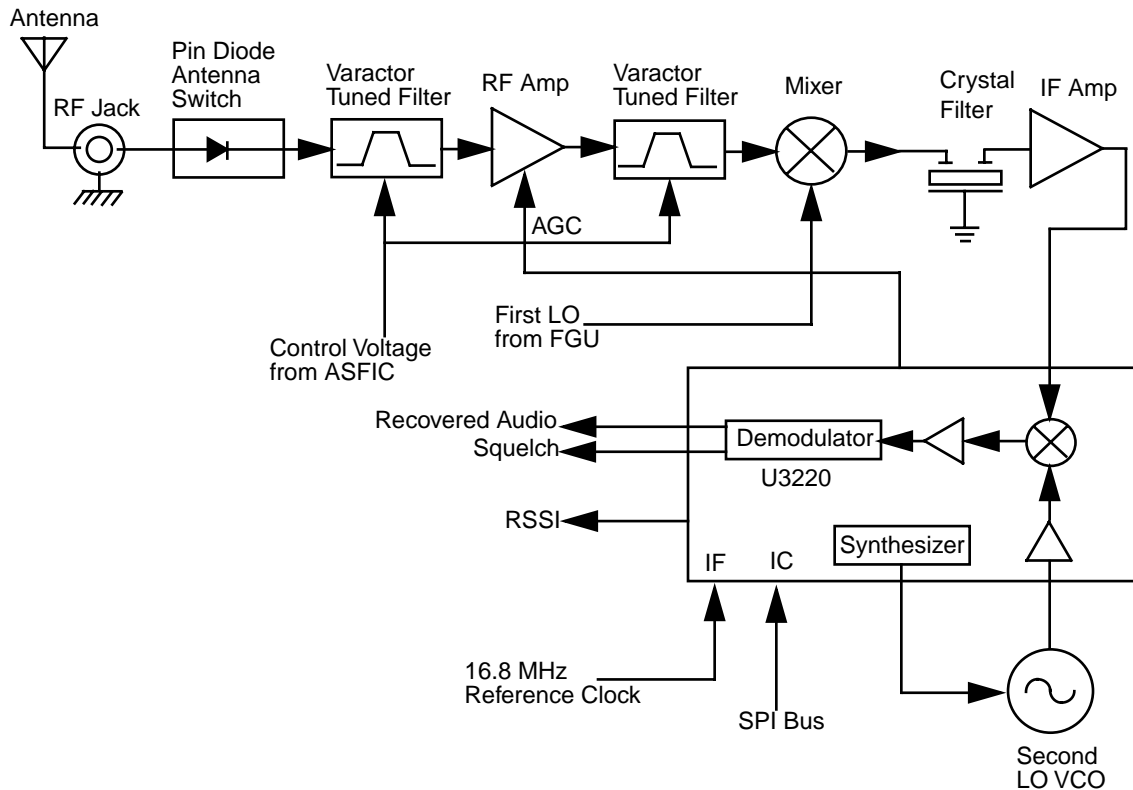 Antenna
Pin Diode
Antenna
Switch
RF Jack
Varactor
Tuned Filter
RF Amp
Varactor
Tuned Filter
Mixer
Crystal
Filter
IF Amp
AGC
First LO
from FGU
Control Voltage
from ASFIC
Recovered Audio
Squelch
Demodulator
U3220
RSSI
Synthesizer
IF IC
16.8 MHz
Reference Clock
SPI Bus
Second
LO VCO